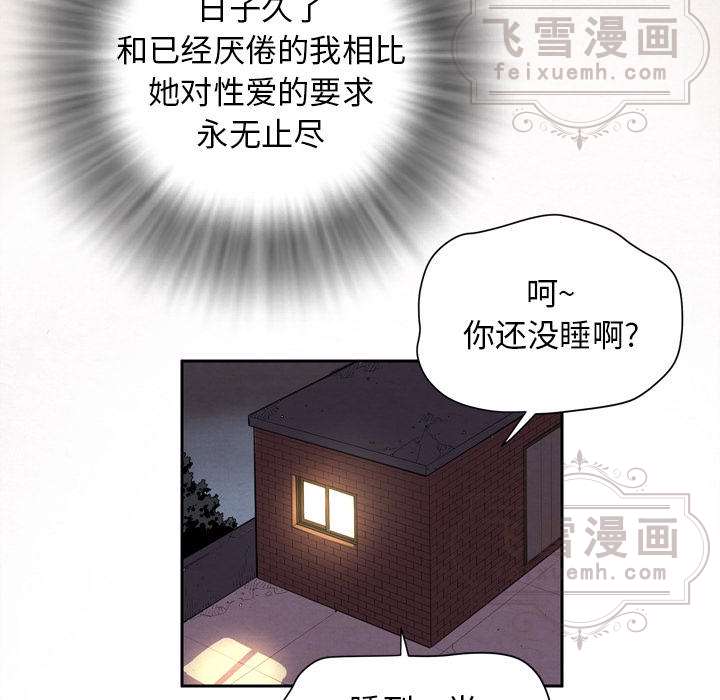 日子久了
和已经厌倦的我相比
她对性爱的要求
永无止尽
飞雪漫画
feixuemh.com
呵~
你还没睡啊?
飞雪漫画
feixuemh.com